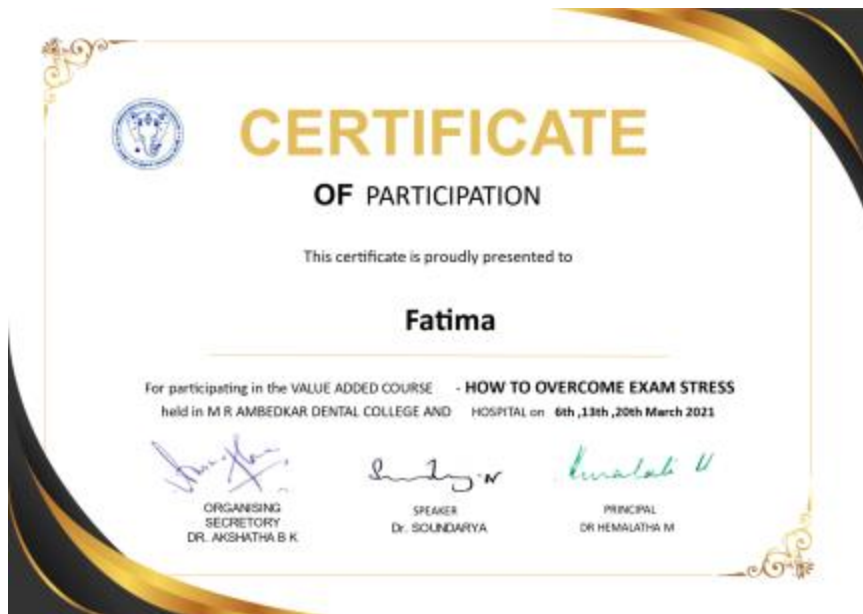 CERTIFICATE
OF PARTICIPATION
This certificate is proudly presented to
Fatima
For participating in the VALUE ADDED COURSE - HOW TO OVERCOME EXAM STRESS
held in M R AMBEDKAR DENTAL COLLEGE AND HOSPITAL on 6th ,13th ,20th March 2021
ORGANISING
SECRETORY
DR. AKSHATHA B K
SPEAKER
Dr. SOUNDARYA
PRINCIPAL
DR HEMALATHA M